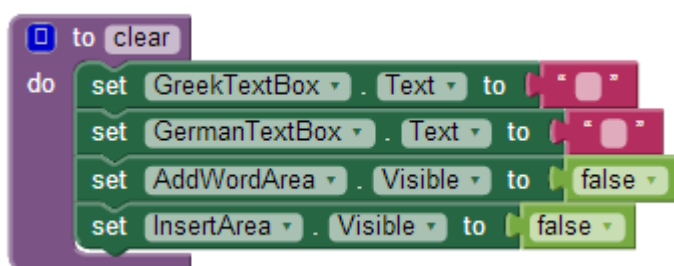 to clear
do set GreekTextBox . Text to “ ”
set GermanTextBox . Text to “ ”
set AddWordArea . Visible to false
set InsertArea . Visible to false